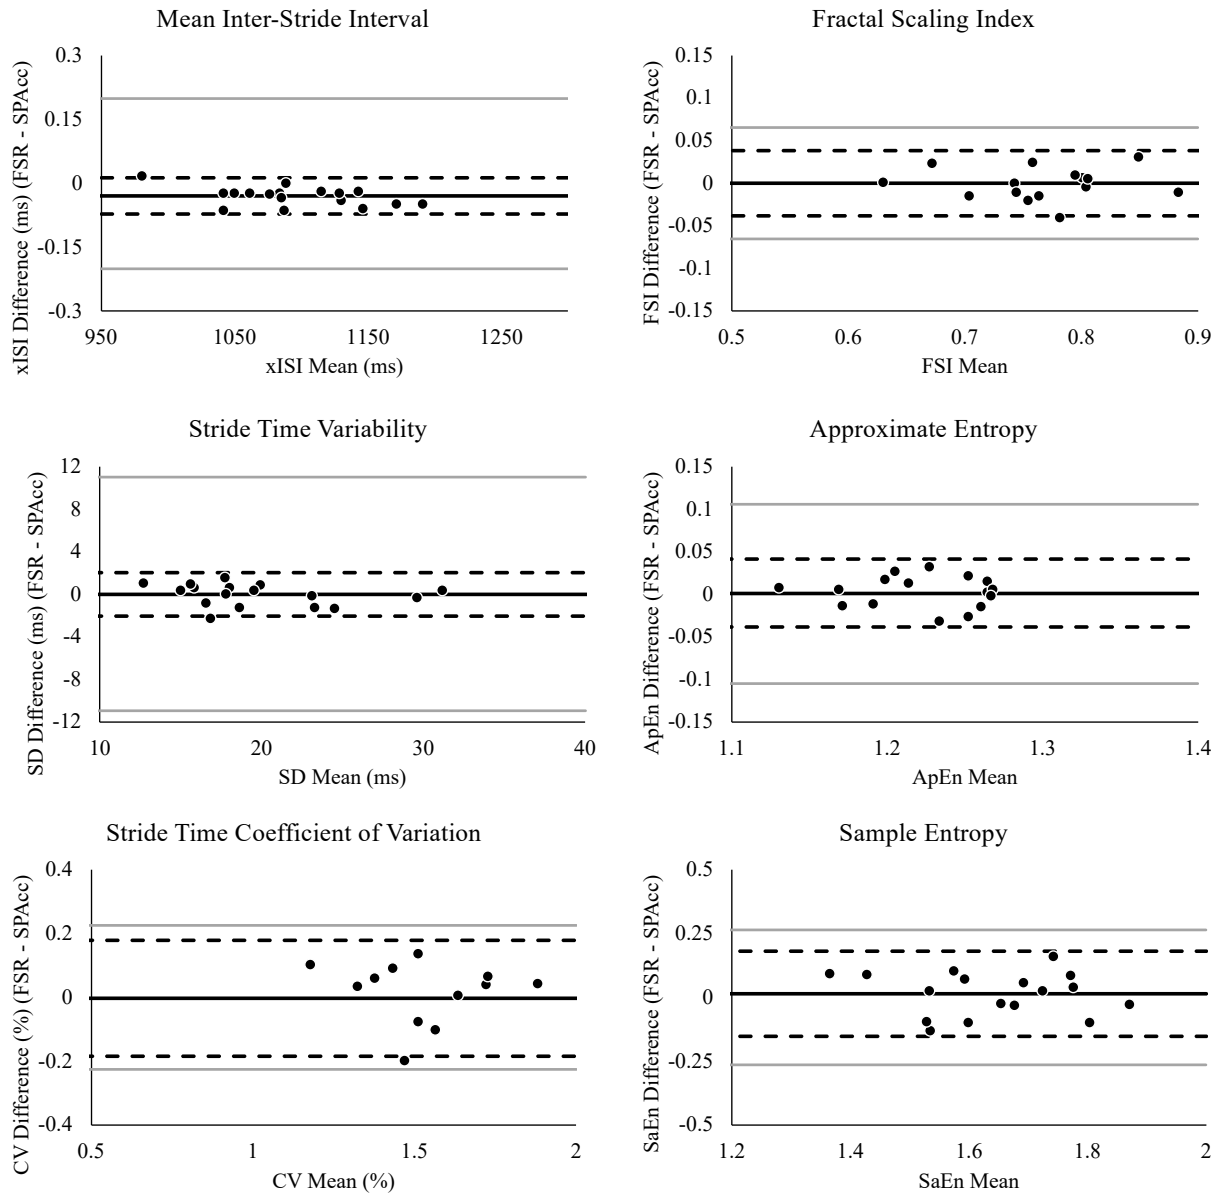 Mean Inter-Stride Interval
xISI Difference (ms) (FSR - SPAcc)
0.3
0.15
0
-0.15
-0.3
950 1050 1150 1250
xISI Mean (ms)
Fractal Scaling Index
FSI Difference (FSR - SPAcc)
0.15
0.1
0.05
0
-0.05
-0.1
-0.15
0.5 0.6 0.7 0.8 0.9
FSI Mean
Stride Time Variability
SD Difference (ms) (FSR - SPAcc)
12
8
4
0
-4
-8
-12
10 20 30 40
SD Mean (ms)
Approximate Entropy
ApEn Difference (FSR - SPAcc)
0.15
0.1
0.05
0
-0.05
-0.1
-0.15
1.1 1.2 1.3 1.4
ApEn Mean
Stride Time Coefficient of Variation
CV Difference (%) (FSR - SPAcc)
0.4
0.2
0
-0.2
-0.4
0.5 1 1.5 2
CV Mean (%)
Sample Entropy
SaEn Difference (FSR - SPAcc)
0.5
0.25
0
-0.25
-0.5
1.2 1.4 1.6 1.8 2
SaEn Mean